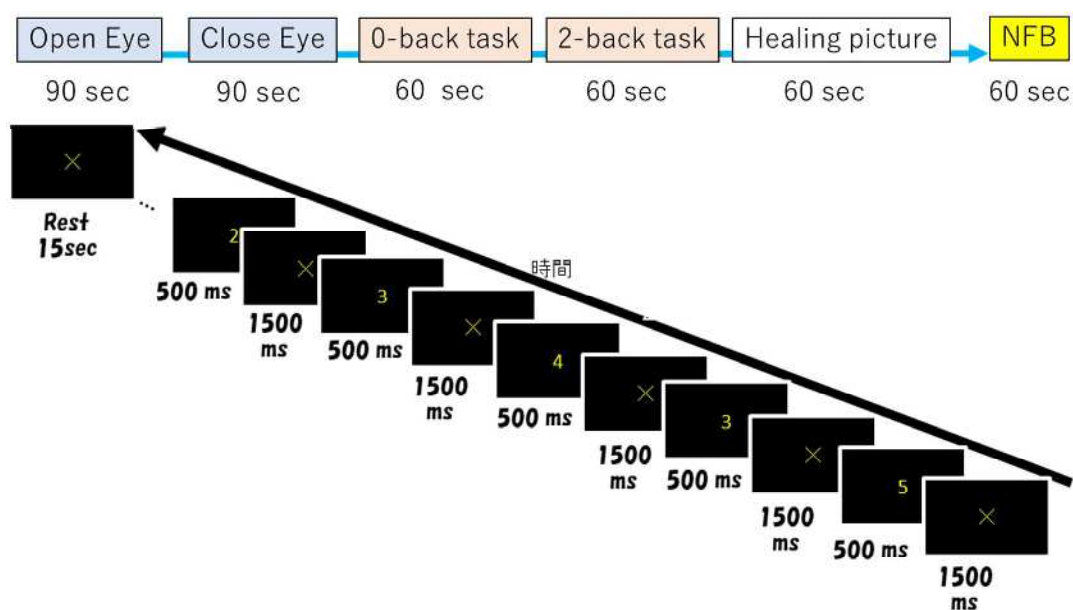 Open Eye
Close Eye
0-back task
2-back task
Healing picture
NFB
90 sec
90 sec
60 sec
60 sec
60 sec
60 sec
×
Rest
15sec
...
2
500 ms
×
1500
ms
時間
3
500 ms
×
1500
ms
4
500 ms
×
1500
ms
3
500 ms
×
1500
ms
5
500 ms
×
1500
ms